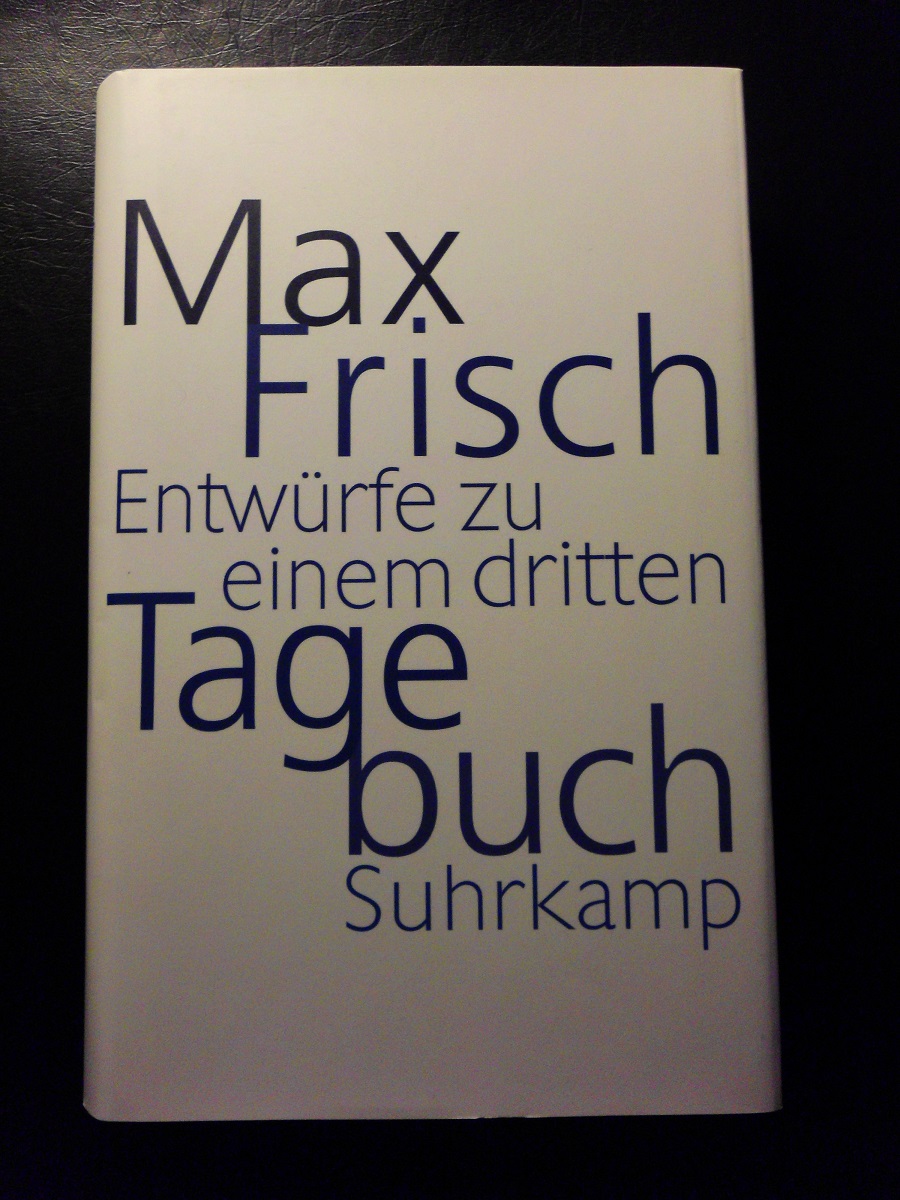 Max
Frisch
Entwürfe zu
einem dritten
Tage
buch
Suhrkamp